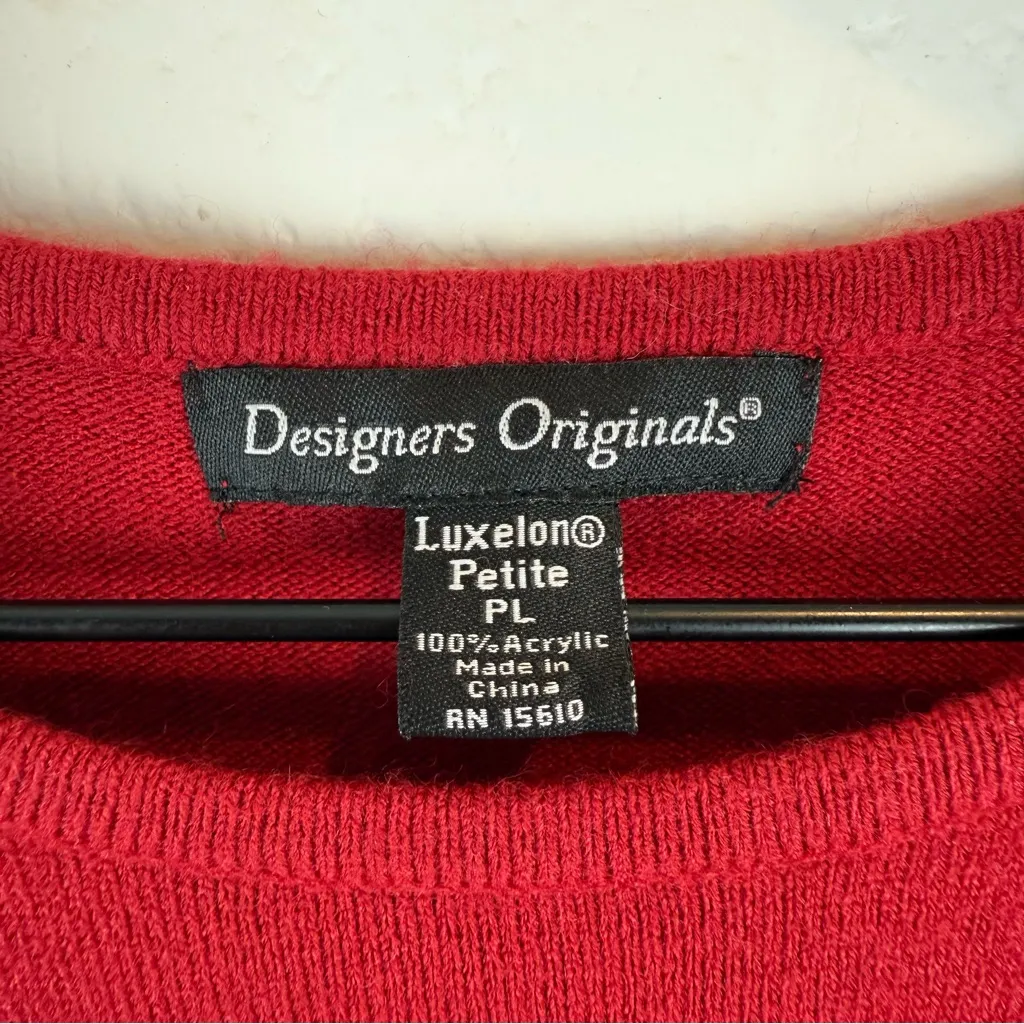 Designers Originals®
Luxelon®
Petite
PL
100% Acrylic
Made in
China
RN 15610